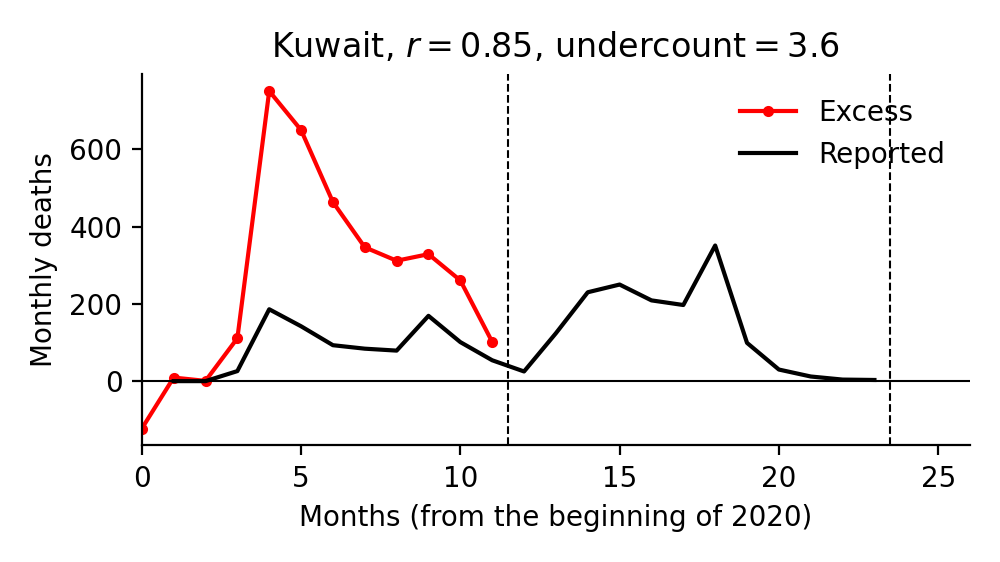 Kuwait, r = 0.85, undercount = 3.6
Excess
Reported
Monthly deaths
600
400
200
0
0 5 10 15 20 25
Months (from the beginning of 2020)